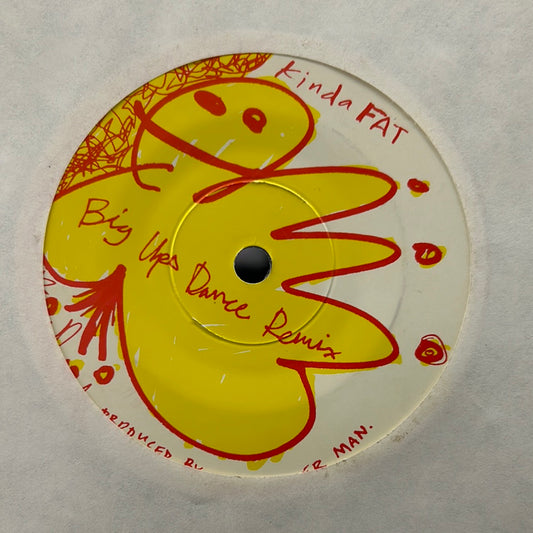 Kinda FAT
Big Ups Dance Remix
PRODUCED BY
MAN.